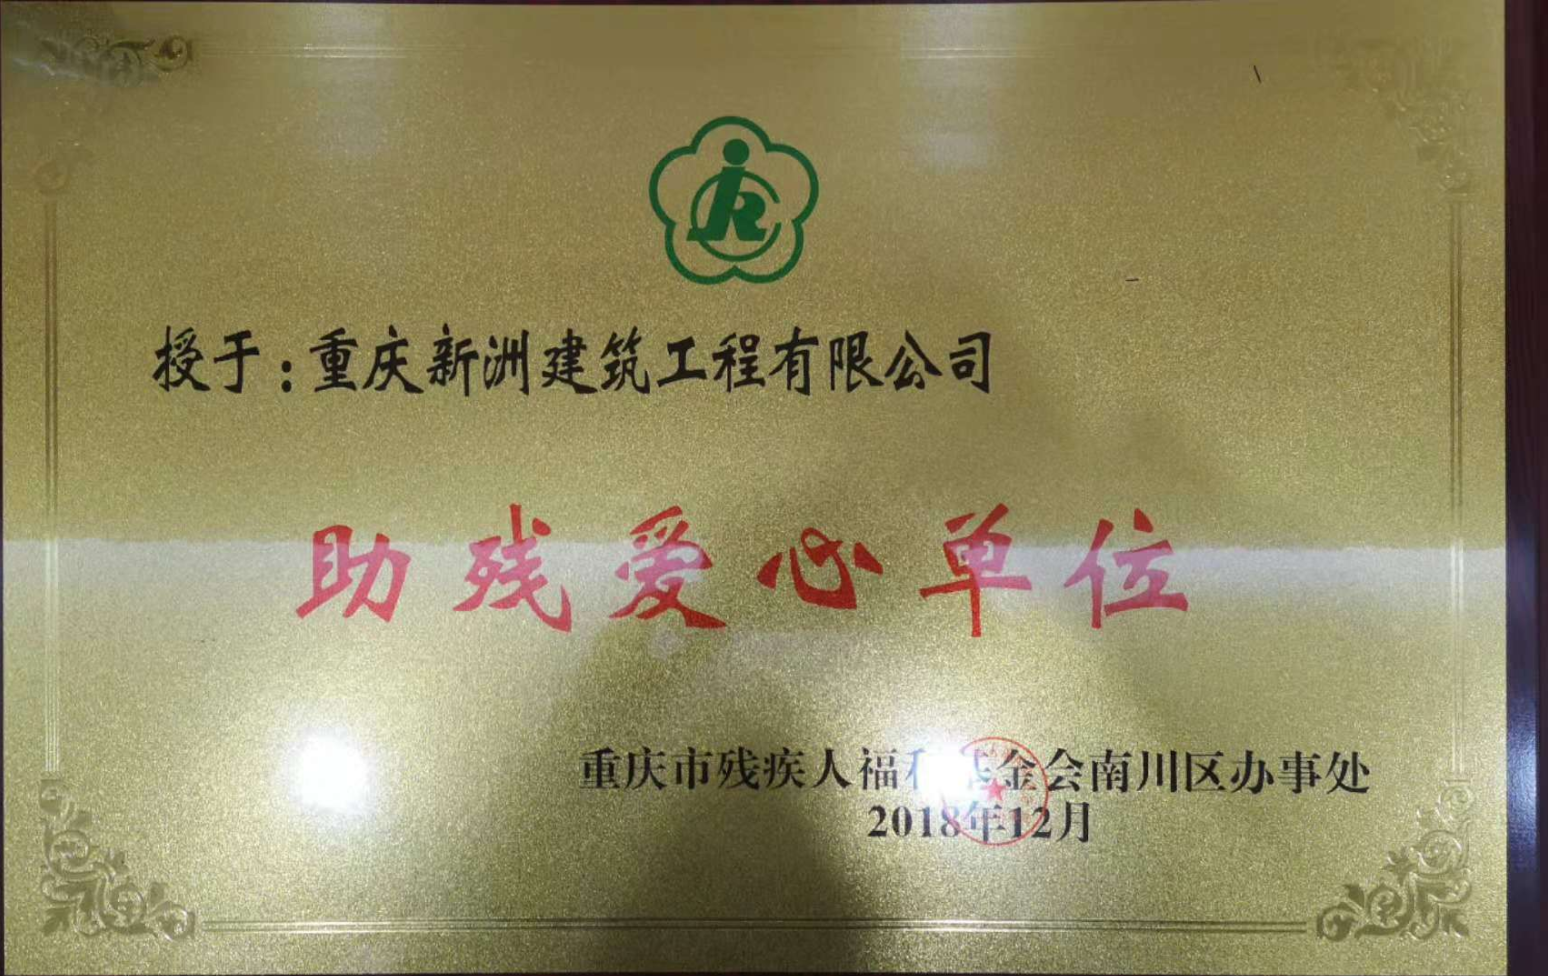 授于:重庆新洲建筑工程有限公司
助残爱心单位
重庆市残疾人福利基金会南川区办事处
2018年12月